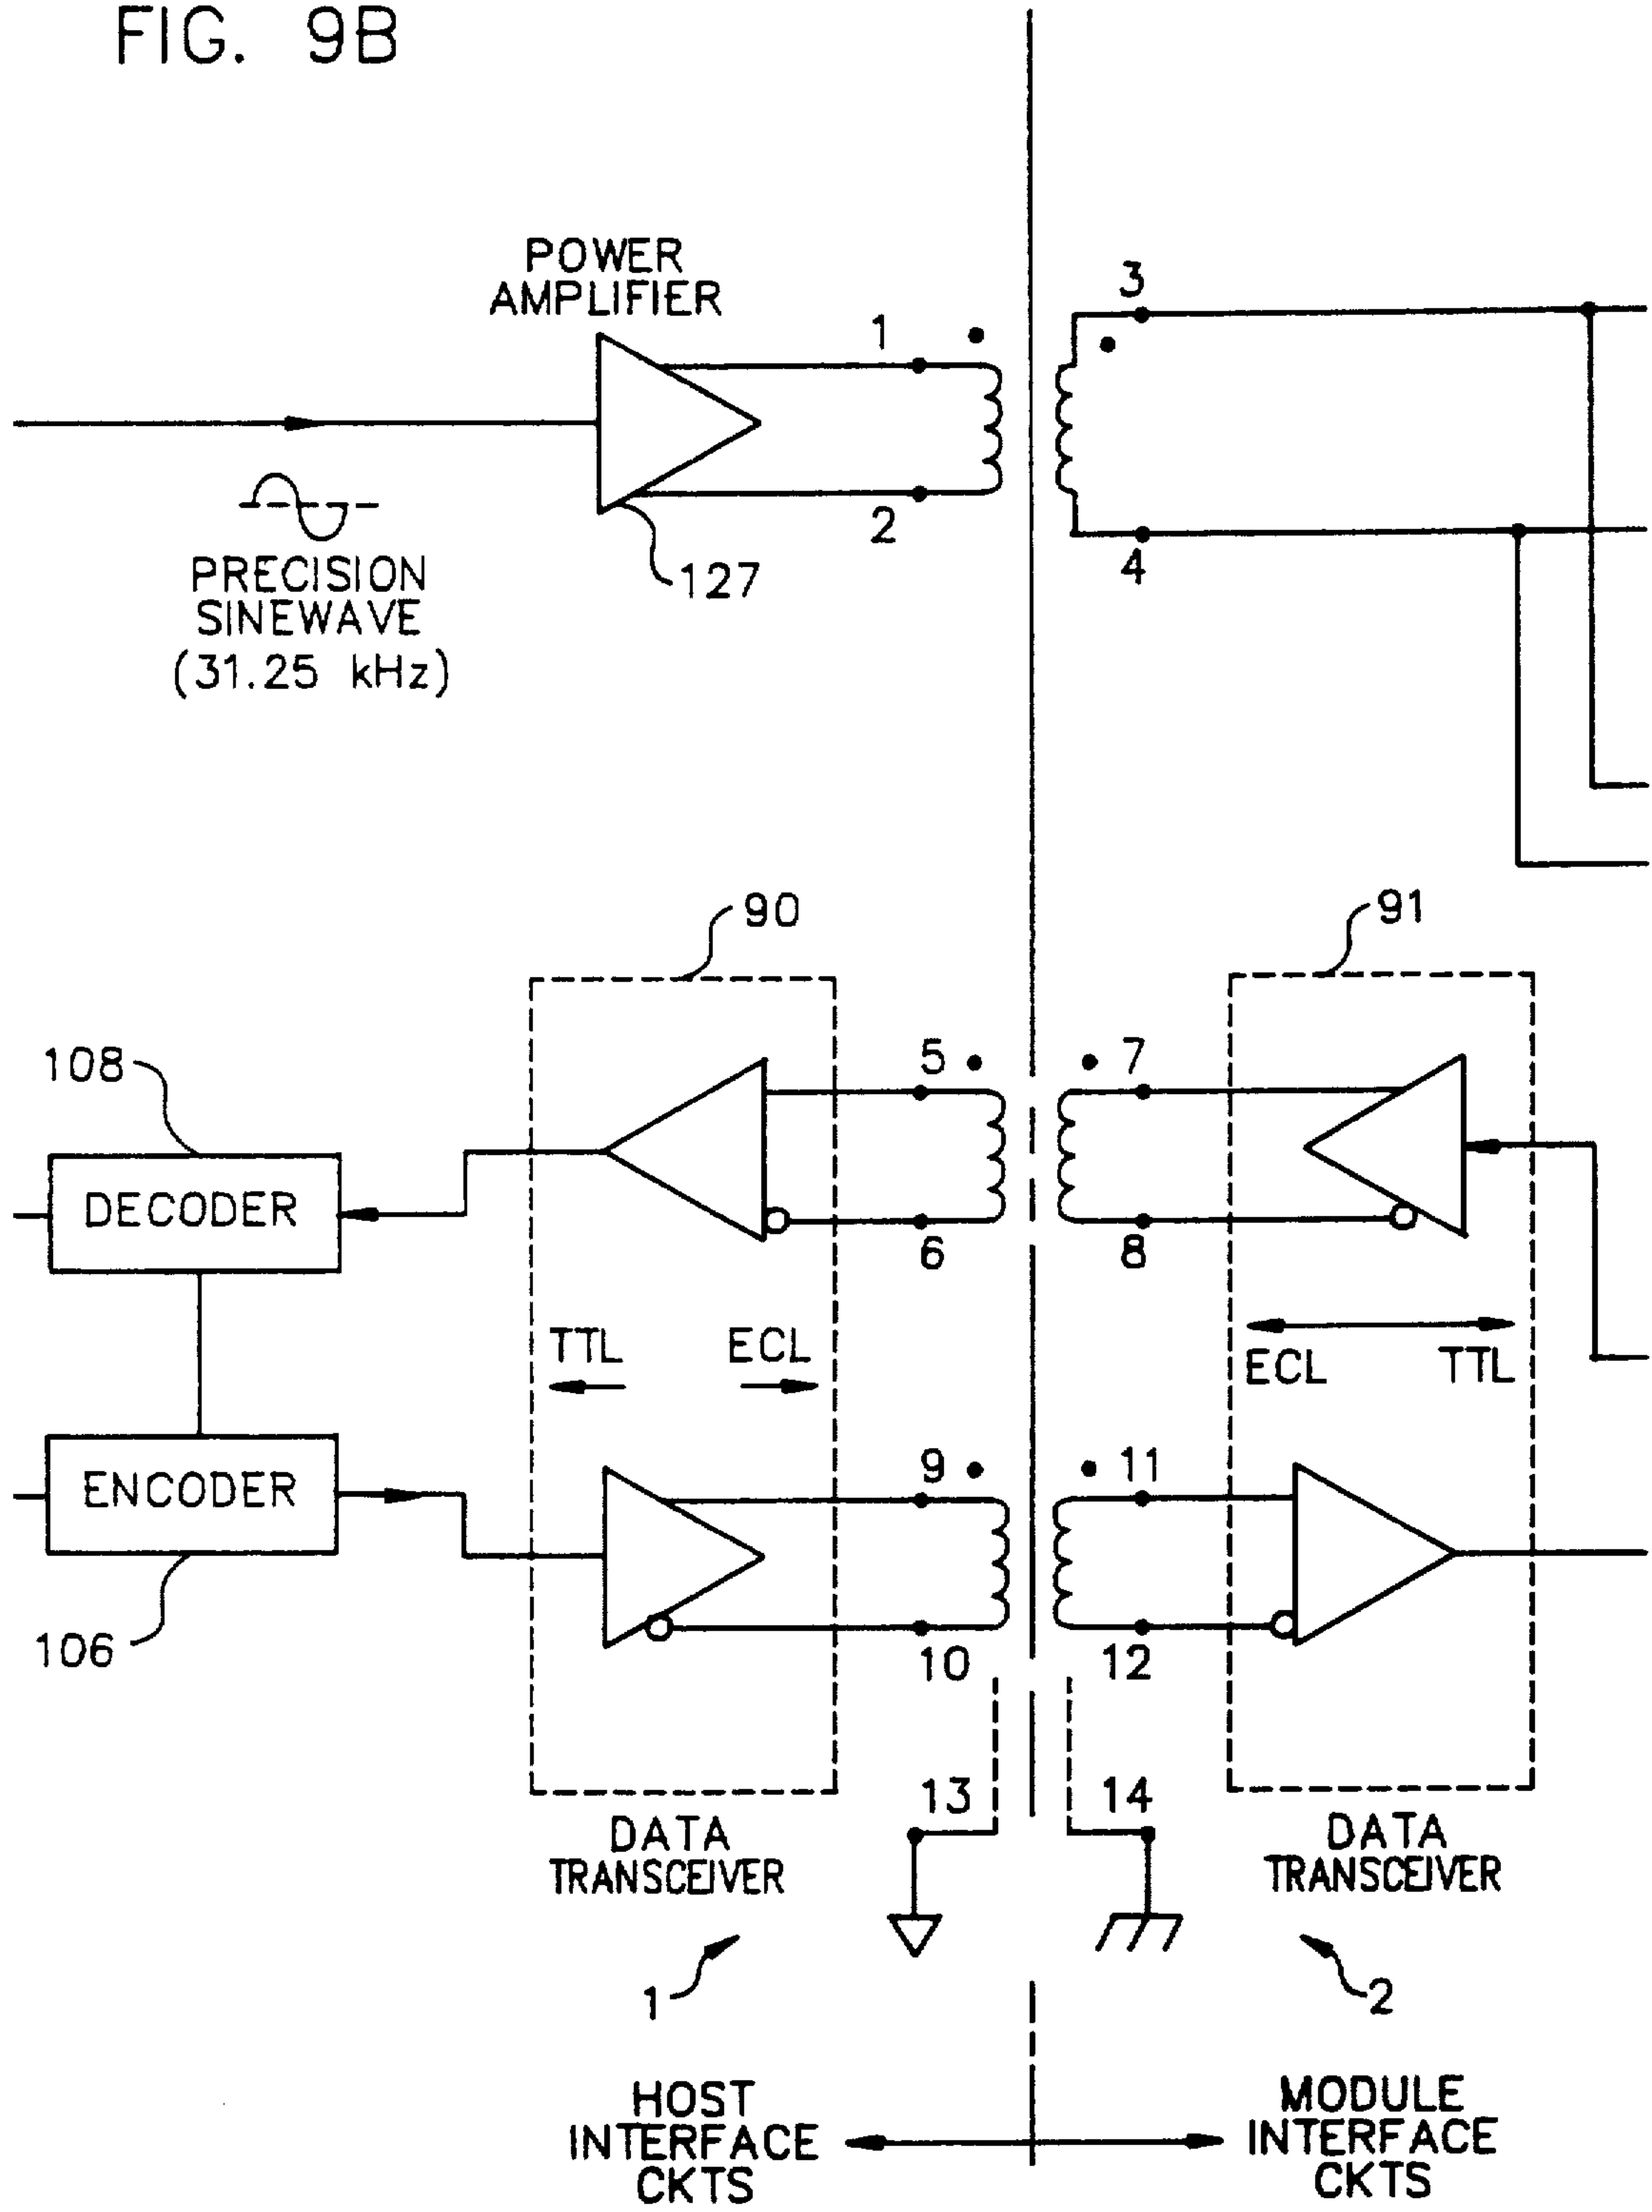 FIG. 9B
POWER
AMPLIFIER
1
3
2
4
127
PRECISION
SINEWAVE
(31.25 kHz)
90
91
108
5
7
DECODER
6
8
TTL
ECL
ECL
TTL
9
11
ENCODER
106
10
12
13
14
DATA
TRANSCEIVER
DATA
TRANSCEIVER
1
2
HOST
INTERFACE
CKTS
MODULE
INTERFACE
CKTS